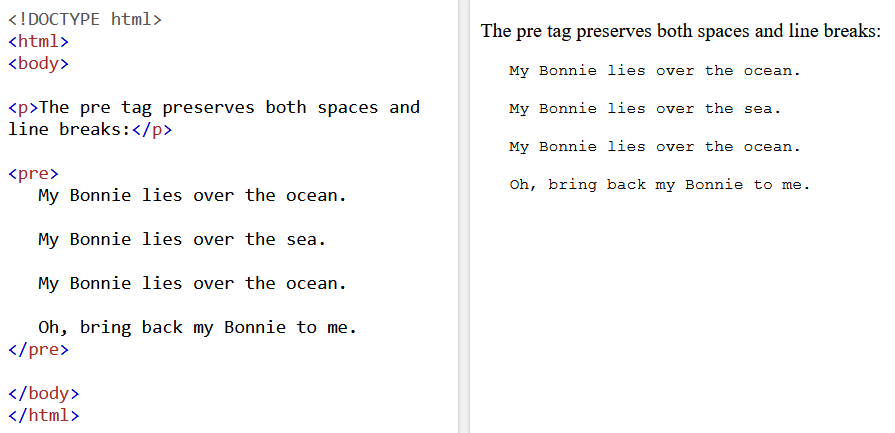 <!DOCTYPE html>
<html>
<body>
<p>The pre tag preserves both spaces and
line breaks:</p>
<pre>
   My Bonnie lies over the ocean.
   My Bonnie lies over the sea.
   My Bonnie lies over the ocean.
   Oh, bring back my Bonnie to me.
</pre>
</body>
</html>
The pre tag preserves both spaces and line breaks:
   My Bonnie lies over the ocean.
   My Bonnie lies over the sea.
   My Bonnie lies over the ocean.
   Oh, bring back my Bonnie to me.